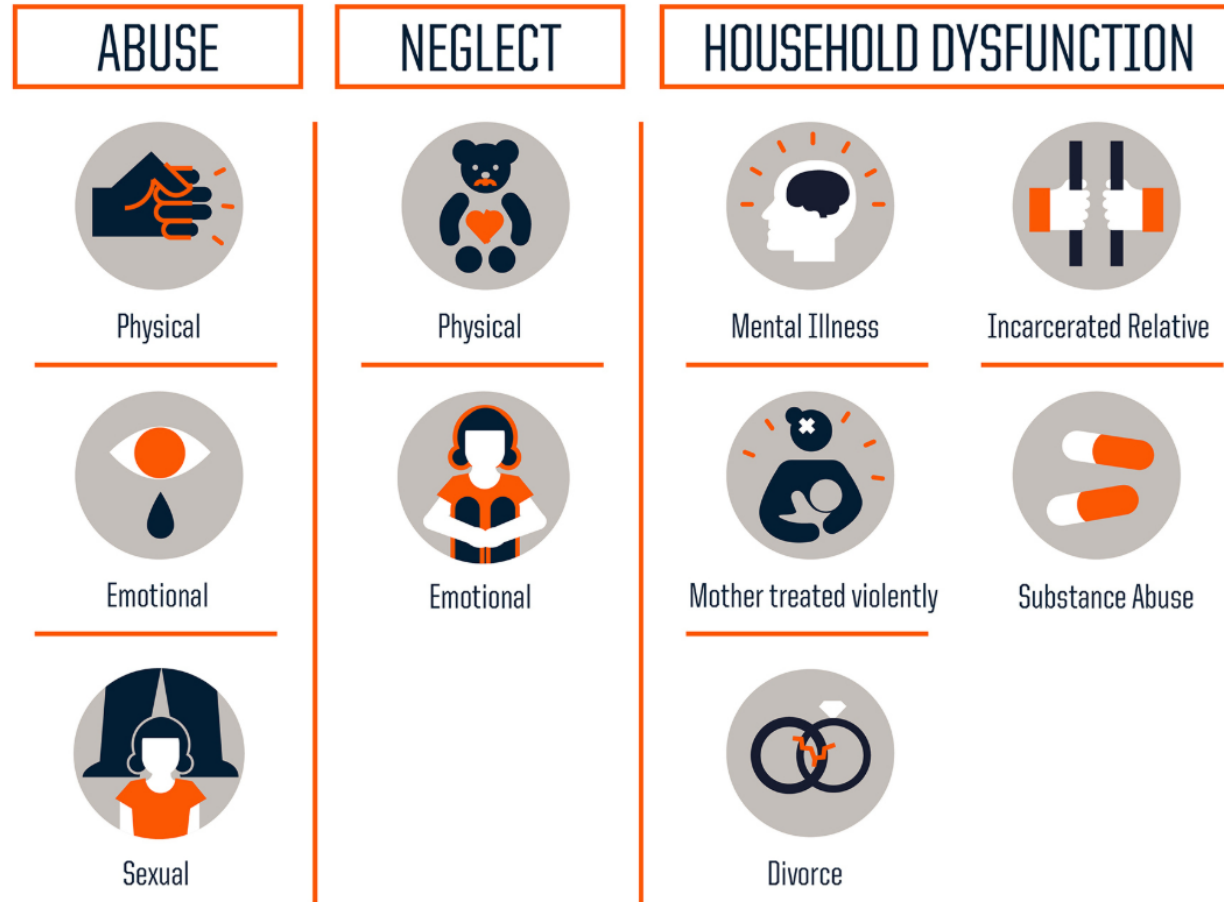 ABUSE
Physical
Emotional
Sexual
NEGLECT
Physical
Emotional
HOUSEHOLD DYSFUNCTION
Mental Illness
Incarcerated Relative
Mother treated violently
Substance Abuse
Divorce